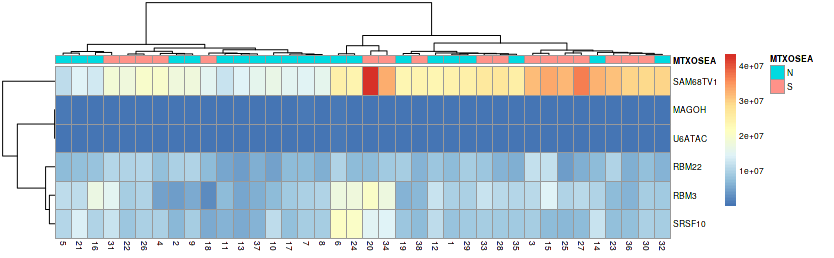 MTXOSEA
SAM68TV1
MAGOH
U6ATAC
RBM22
RBM3
SRSF10
5 21 16 31 22 26 4 2 9 18 11 13 37 10 17 7 8 6 24 20 34 19 38 12 1 29 33 28 35 3 15 25 27 14 23 36 30 32
4e+07
3e+07
2e+07
1e+07
MTXOSEA
N
S